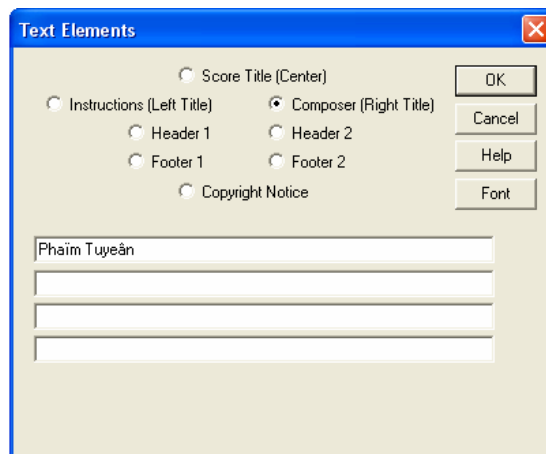 Text Elements
Score Title (Center)
OK
Instructions (Left Title)
Composer (Right Title)
Cancel
Header 1
Header 2
Help
Footer 1
Footer 2
Copyright Notice
Font
Phaïm Tuyeân